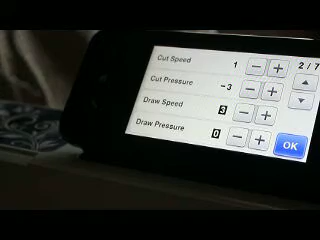 Cut Speed 1 − + 2 / 7
Cut Pressure -3 − +
Draw Speed 3 − +
Draw Pressure 0 − +
OK